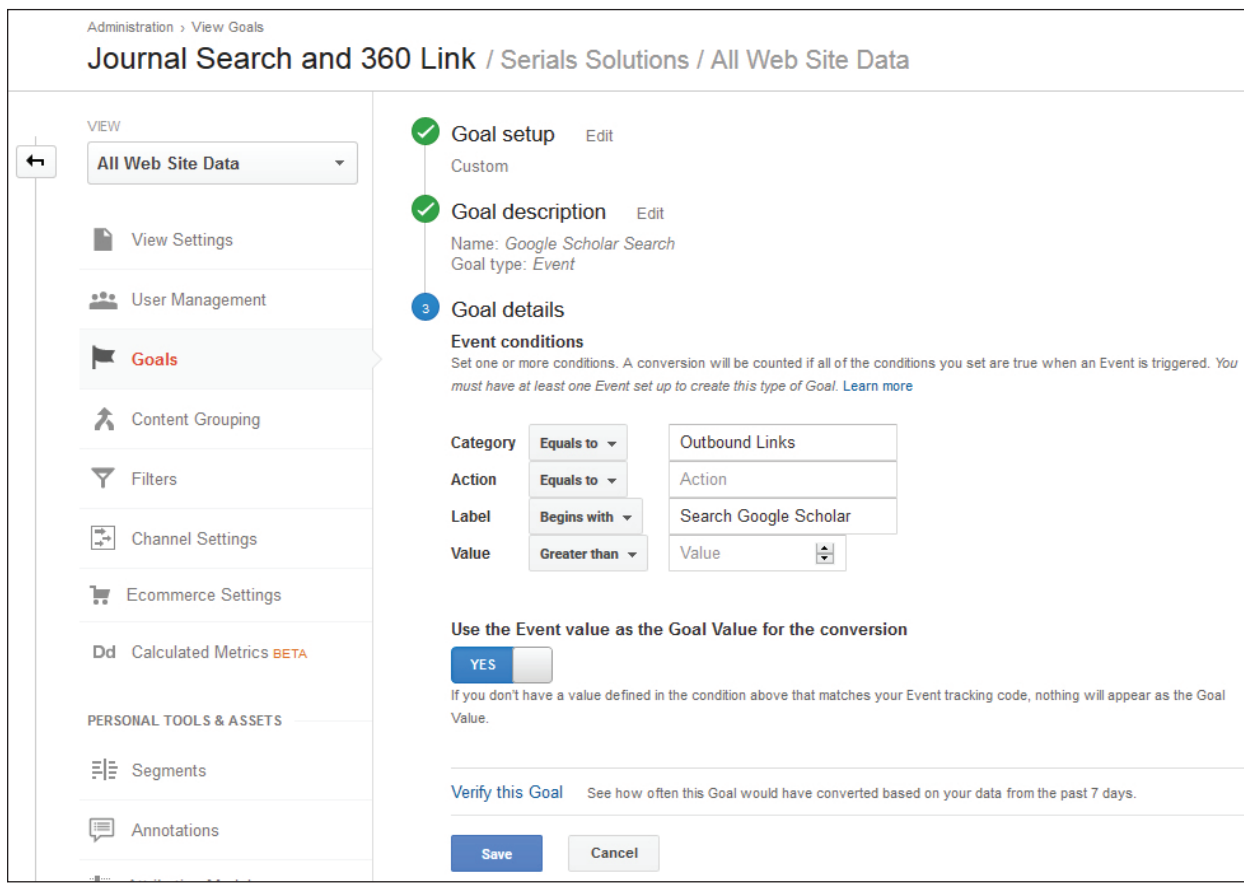 Administration › View Goals
Journal Search and 360 Link / Serials Solutions / All Web Site Data
VIEW
All Web Site Data
View Settings
User Management
Goals
Content Grouping
Filters
Channel Settings
Ecommerce Settings
Dd Calculated Metrics BETA
PERSONAL TOOLS & ASSETS
Segments
Annotations
Goal setup Edit
Custom
Goal description Edit
Name: Google Scholar Search
Goal type: Event
3 Goal details
Event conditions
Set one or more conditions. A conversion will be counted if all of the conditions you set are true when an Event is triggered. You
must have at least one Event set up to create this type of Goal. Learn more
Category Equals to Outbound Links
Action Equals to Action
Label Begins with Search Google Scholar
Value Greater than Value
Use the Event value as the Goal Value for the conversion
YES
If you don't have a value defined in the condition above that matches your Event tracking code, nothing will appear as the Goal
Value.
Verify this Goal See how often this Goal would have converted based on your data from the past 7 days.
Save Cancel